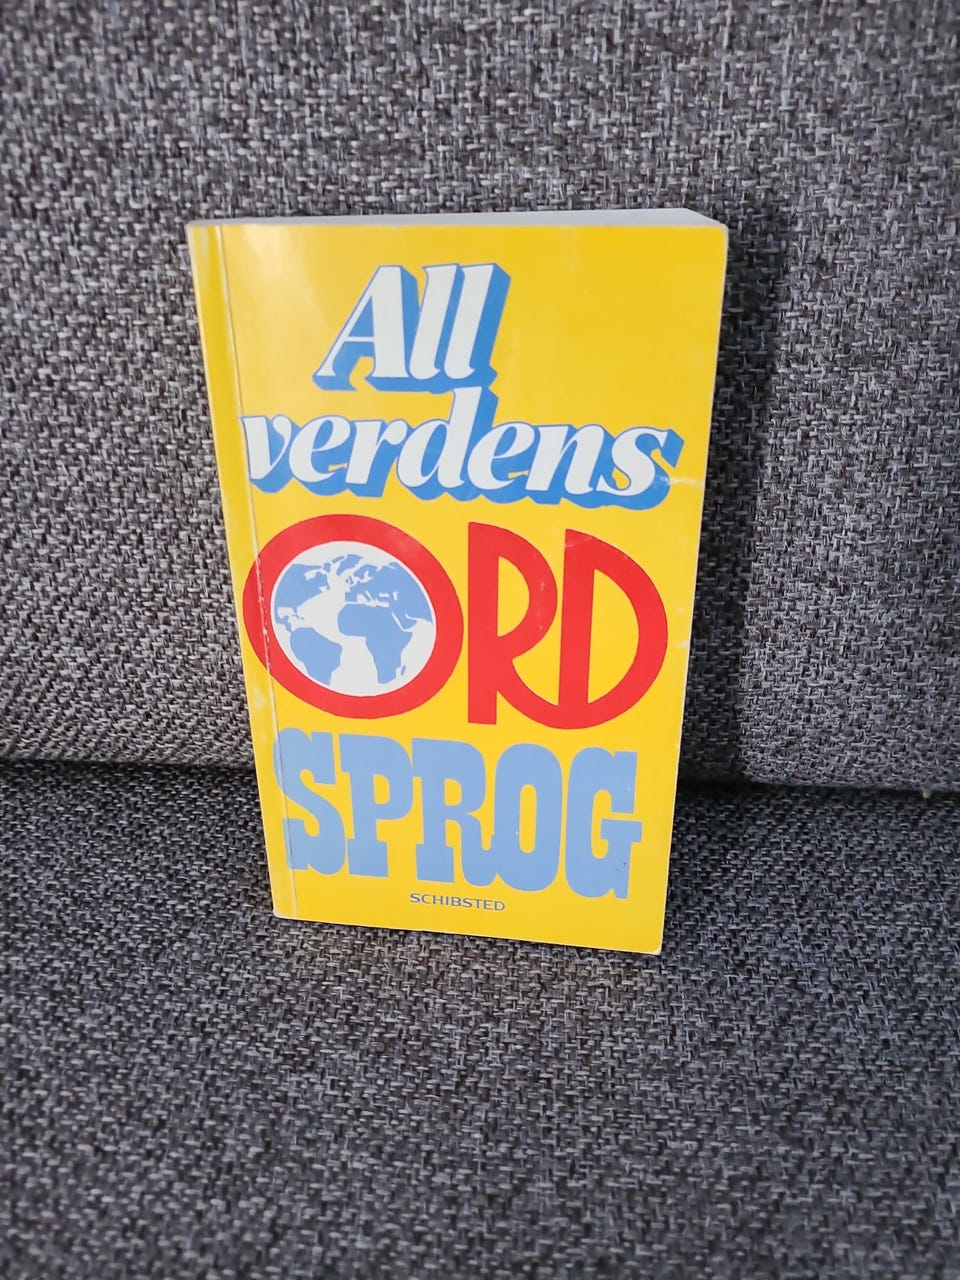 All
verdens
ORD
SPROG
SCHIBSTED